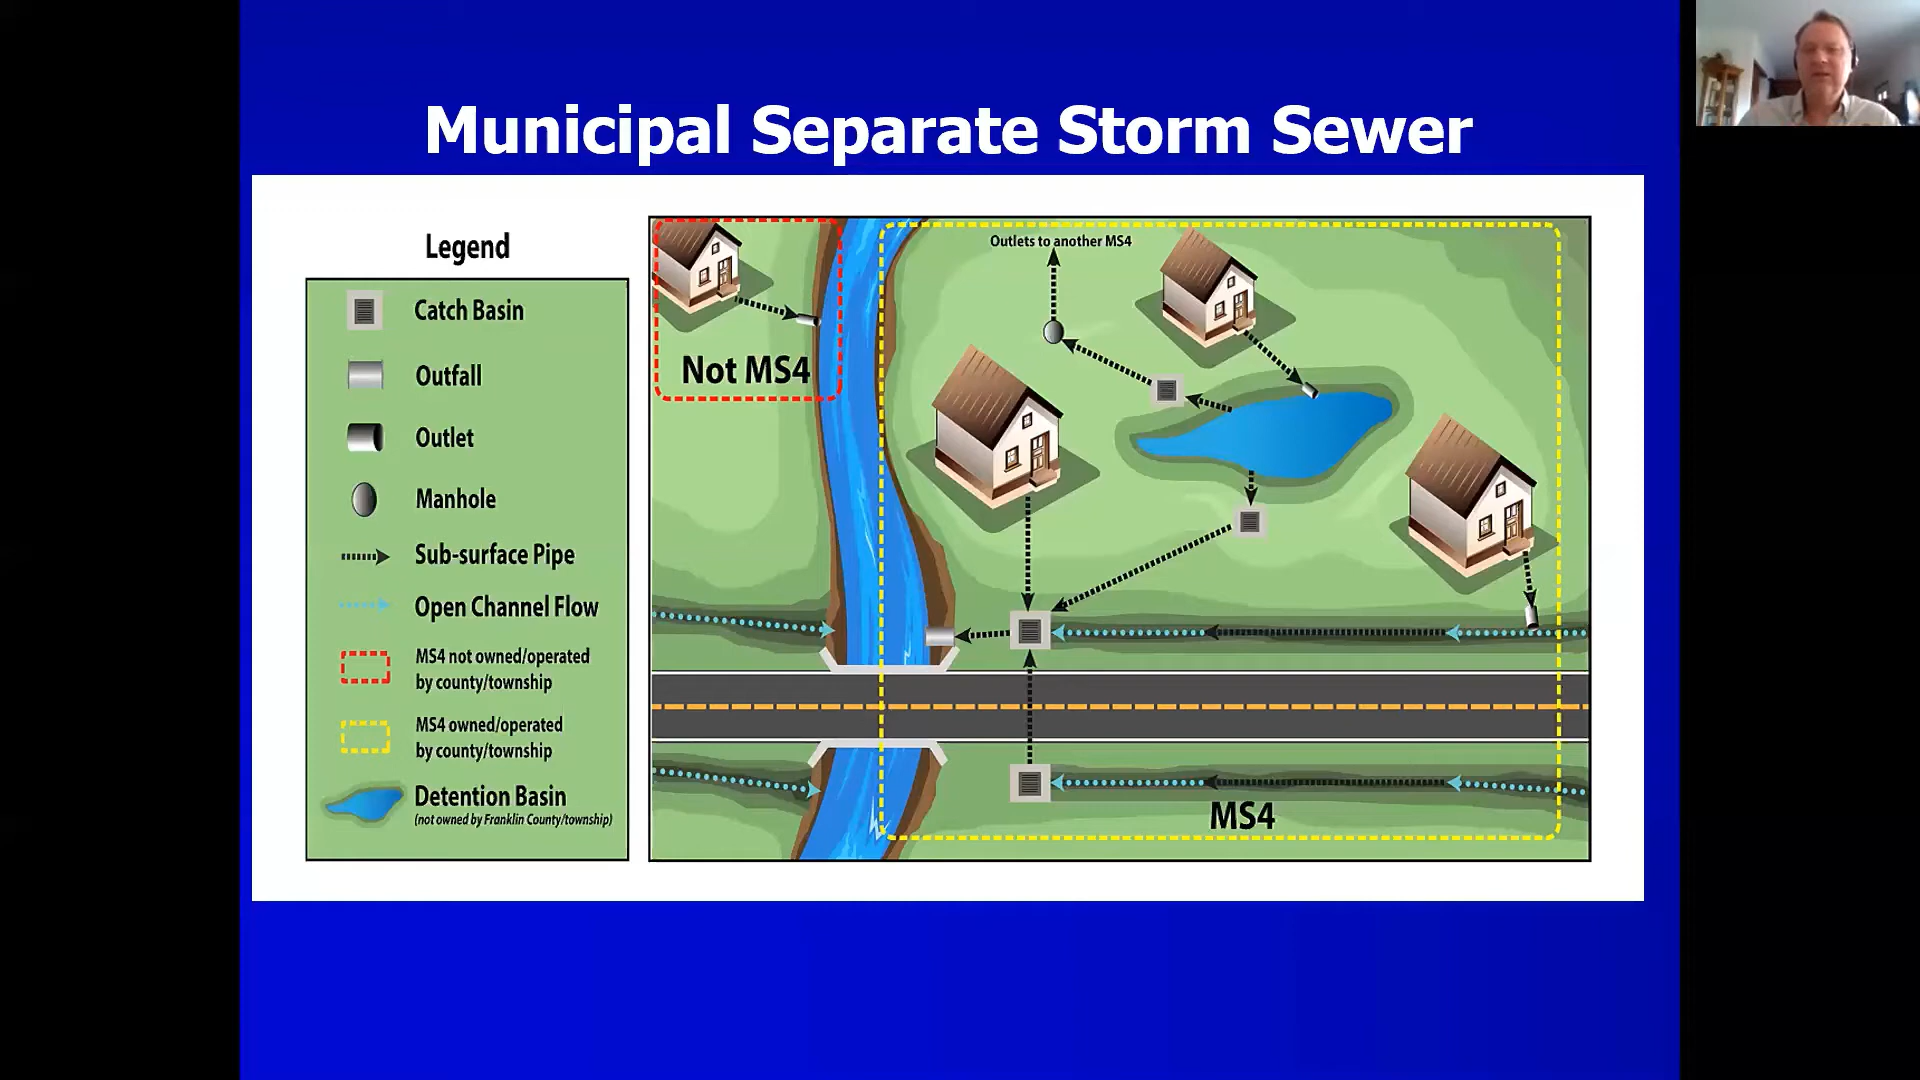 Municipal Separate Storm Sewer
Legend
Catch Basin
Outfall
Outlet
Manhole
Sub-surface Pipe
Open Channel Flow
MS4 not owned/operated
by county/township
MS4 owned/operated
by county/township
Detention Basin
(not owned by Franklin County/township)
Outlets to another MS4
Not MS4
MS4